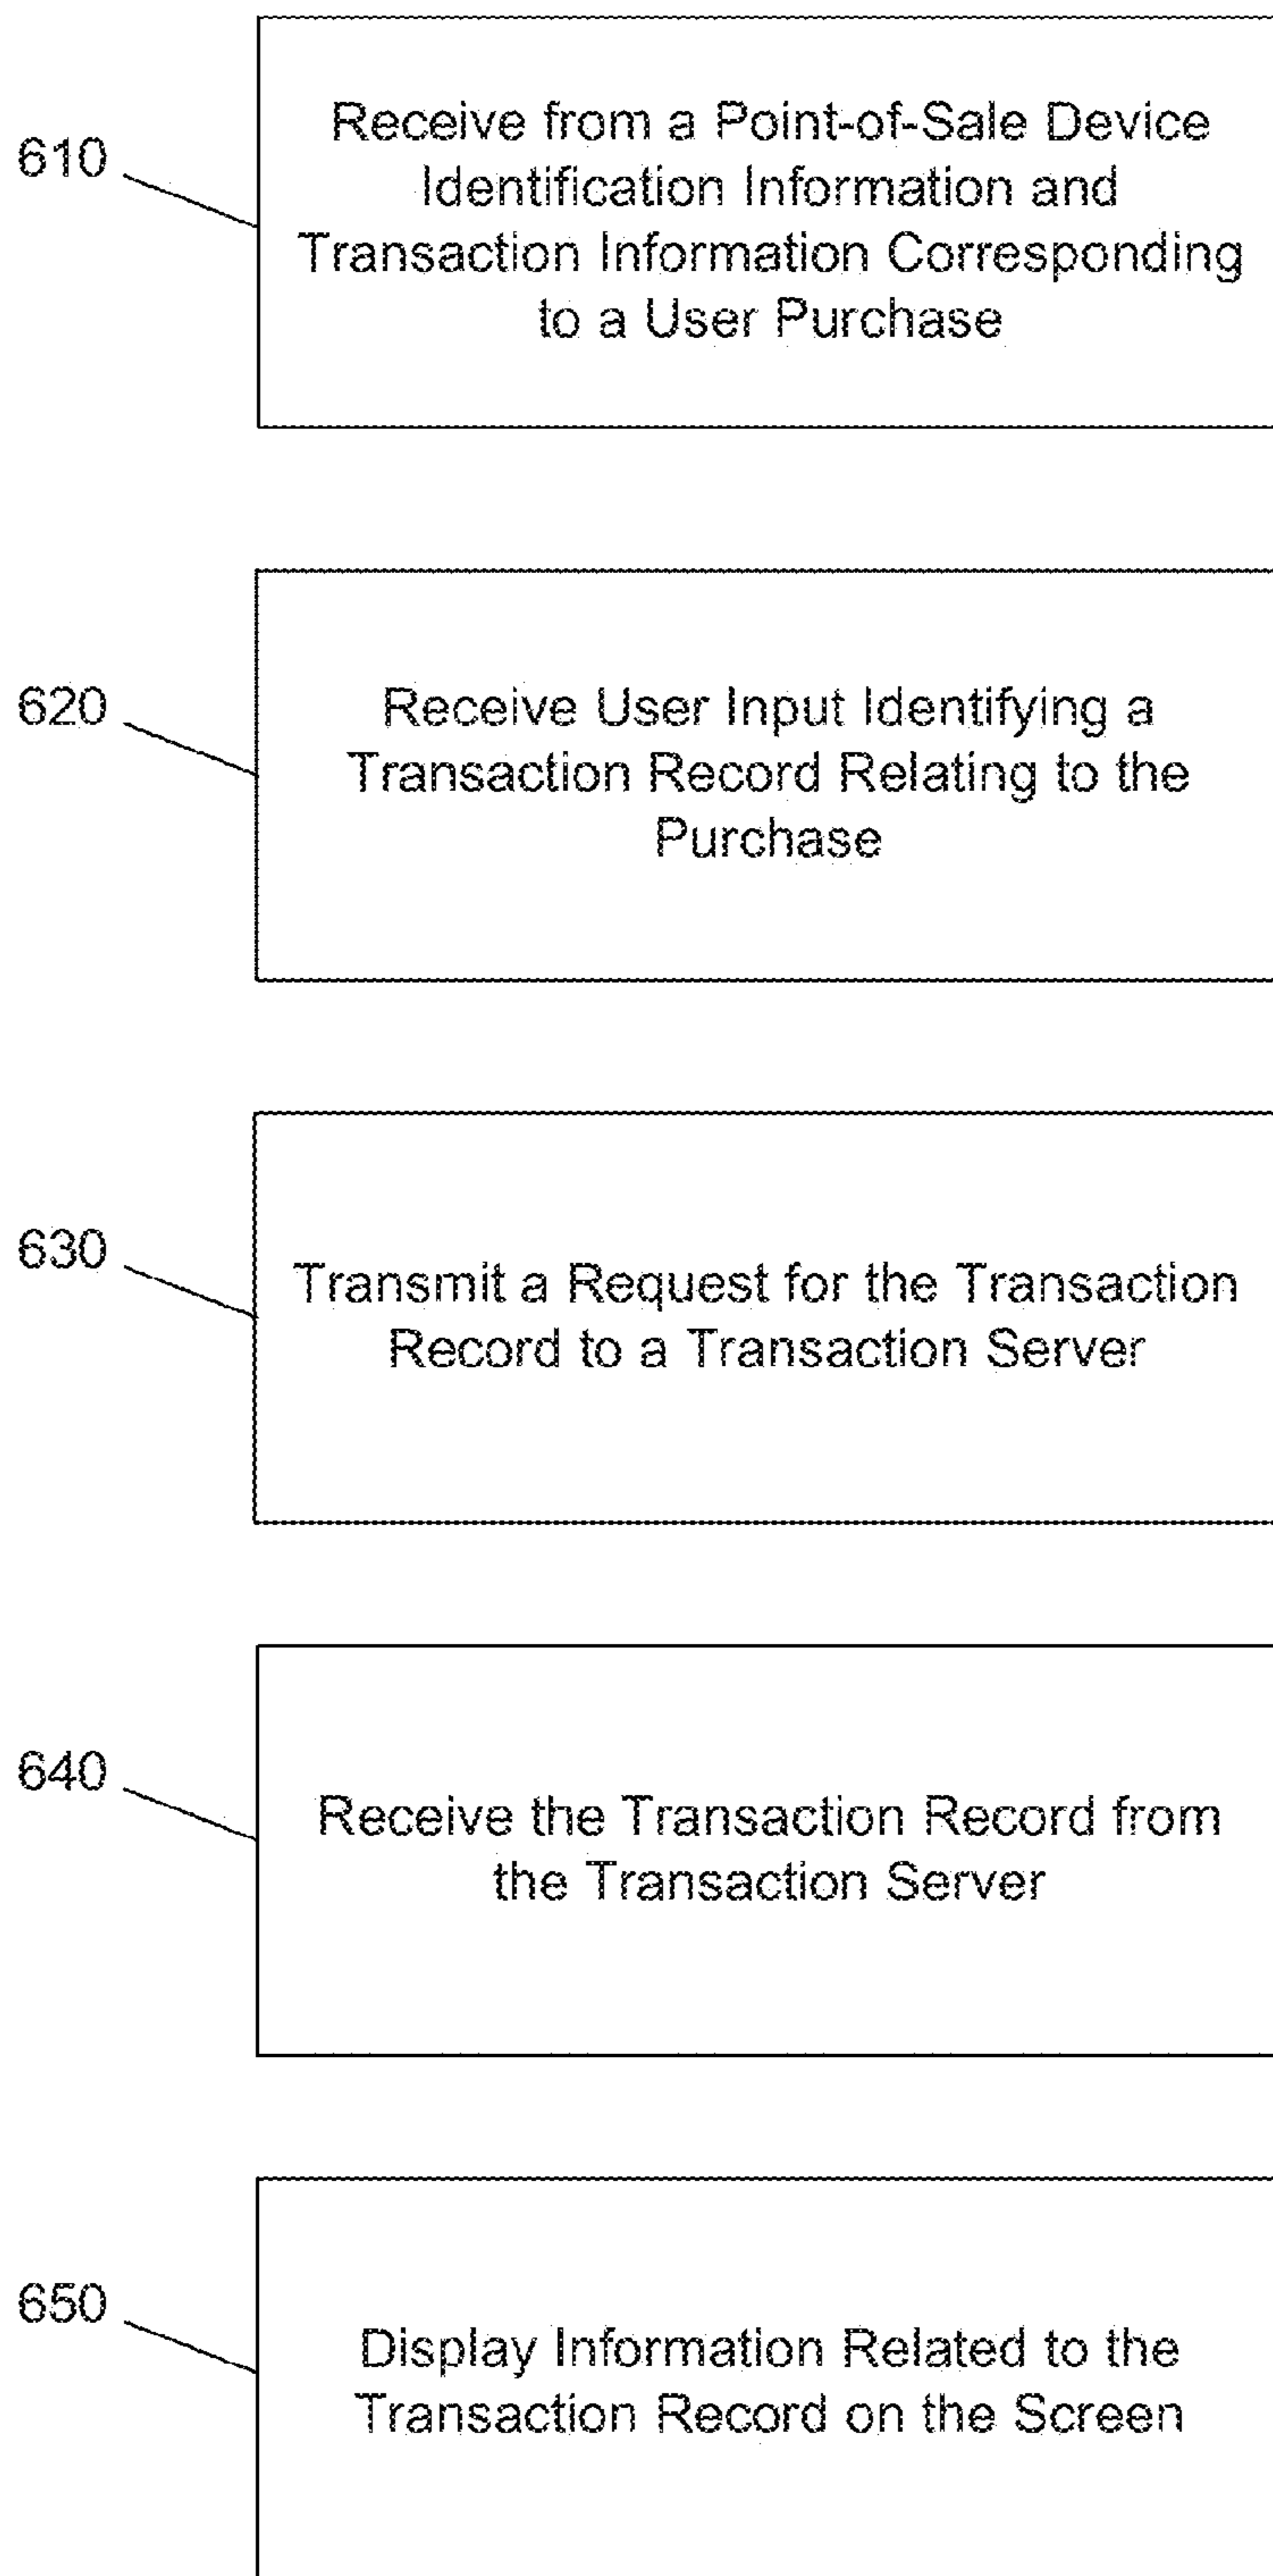 610
Receive from a Point-of-Sale Device
Identification Information and
Transaction Information Corresponding
to a User Purchase
620
Receive User Input Identifying a
Transaction Record Relating to the
Purchase
630
Transmit a Request for the Transaction
Record to a Transaction Server
640
Receive the Transaction Record from
the Transaction Server
650
Display Information Related to the
Transaction Record on the Screen